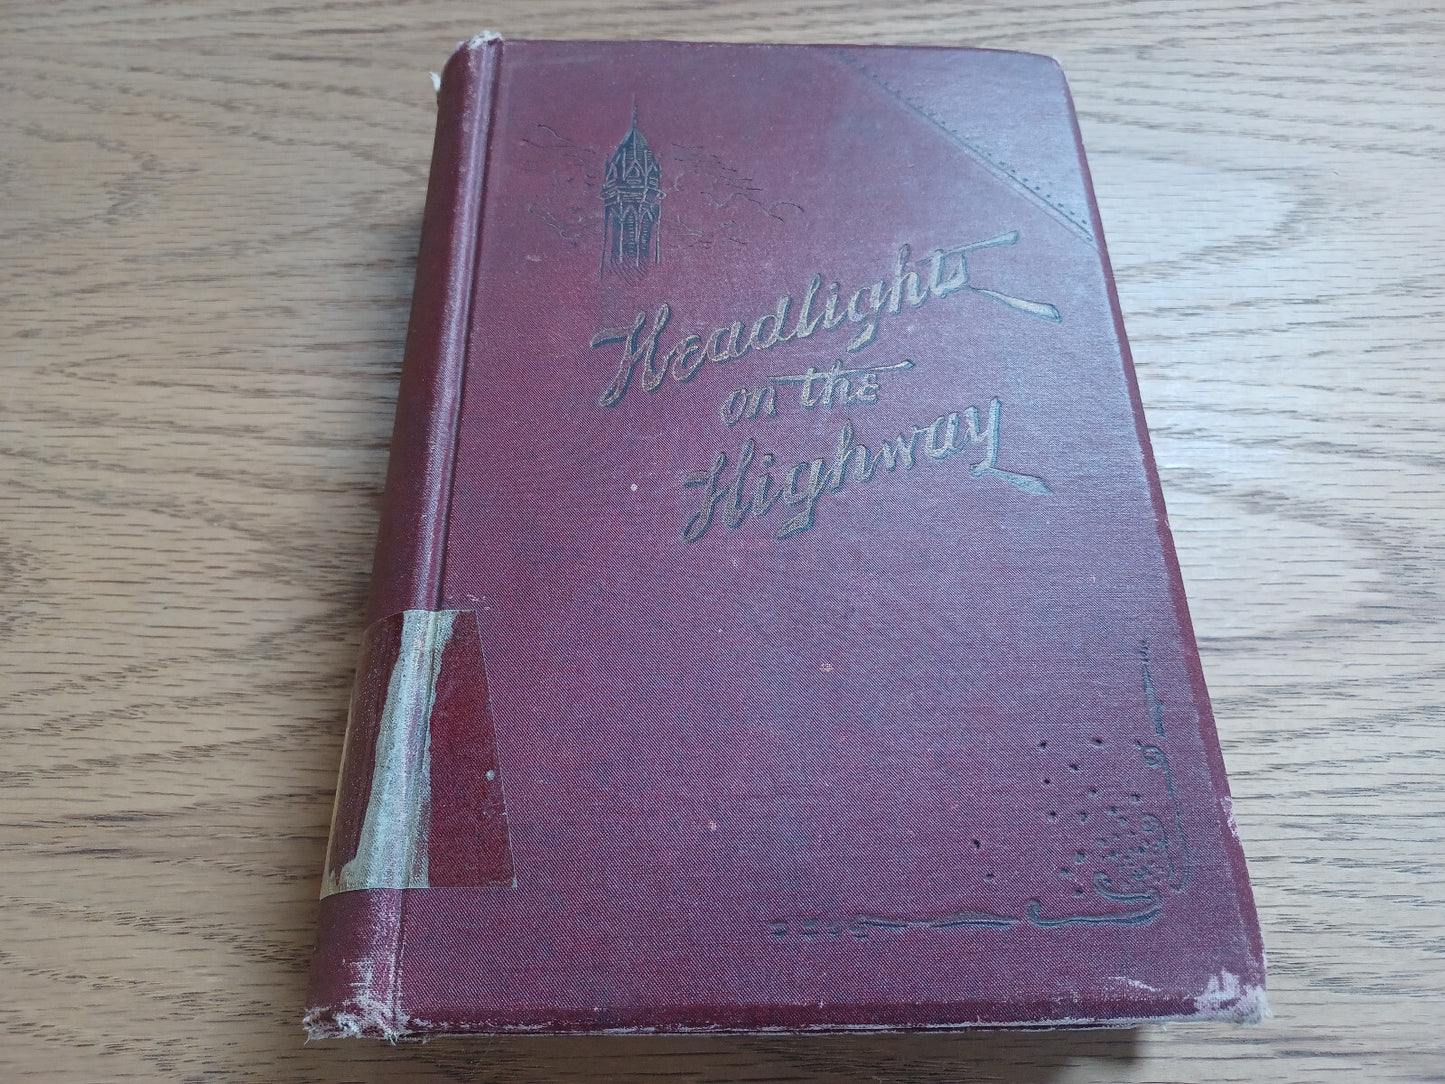 Headlights
on the
Highway